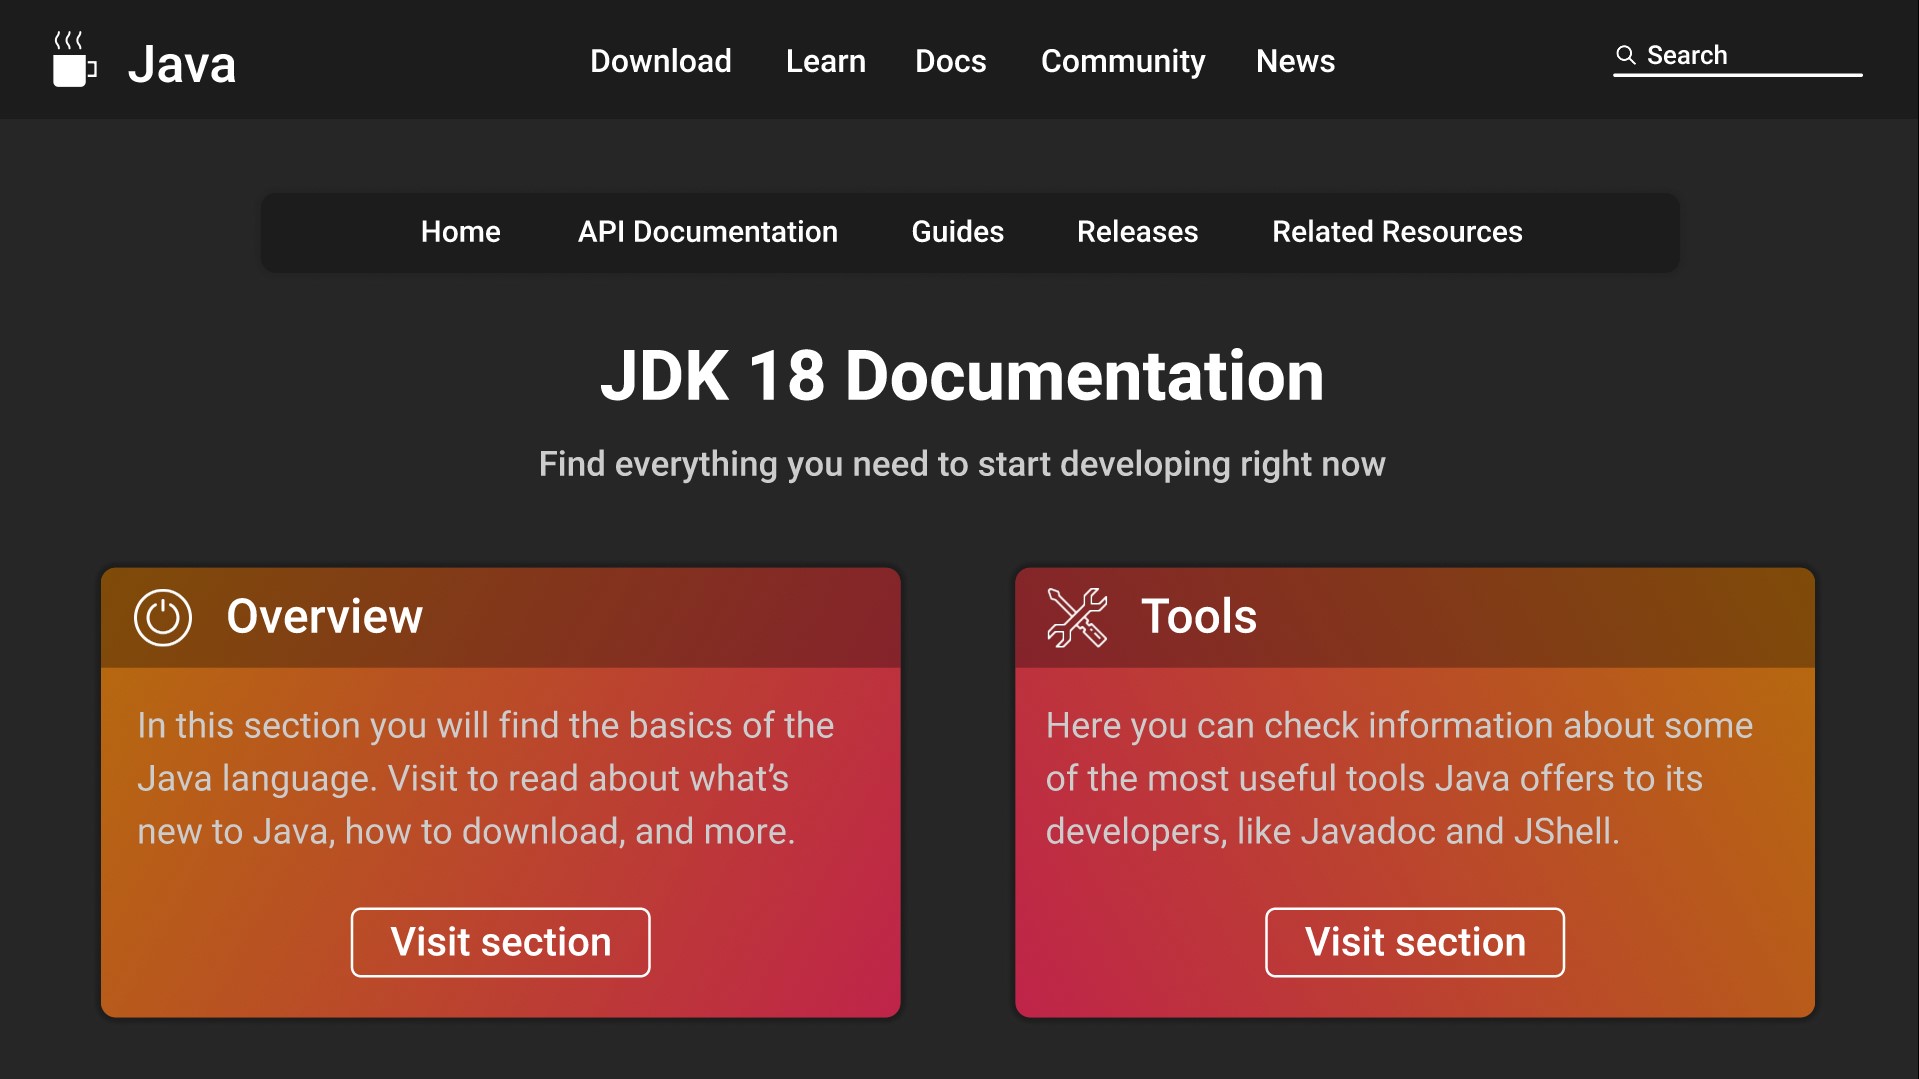 Java
Download Learn Docs Community News
Search
Home API Documentation Guides Releases Related Resources
JDK 18 Documentation
Find everything you need to start developing right now
Overview
In this section you will find the basics of the
Java language. Visit to read about what’s
new to Java, how to download, and more.
Visit section
Tools
Here you can check information about some
of the most useful tools Java offers to its
developers, like Javadoc and JShell.
Visit section